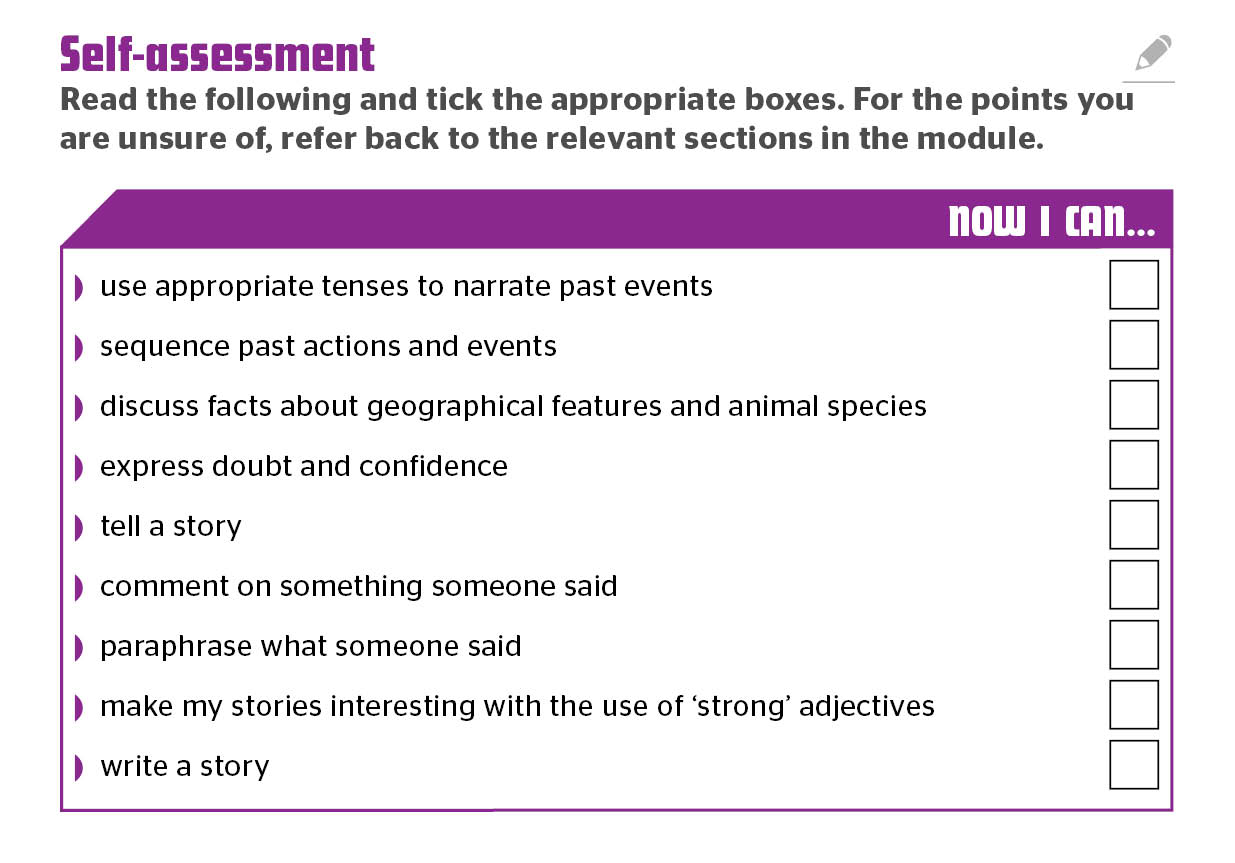 Self-assessment
Read the following and tick the appropriate boxes. For the points you
are unsure of, refer back to the relevant sections in the module.
NOW I CAN...
use appropriate tenses to narrate past events
sequence past actions and events
discuss facts about geographical features and animal species
express doubt and confidence
tell a story
comment on something someone said
paraphrase what someone said
make my stories interesting with the use of ‘strong’ adjectives
write a story